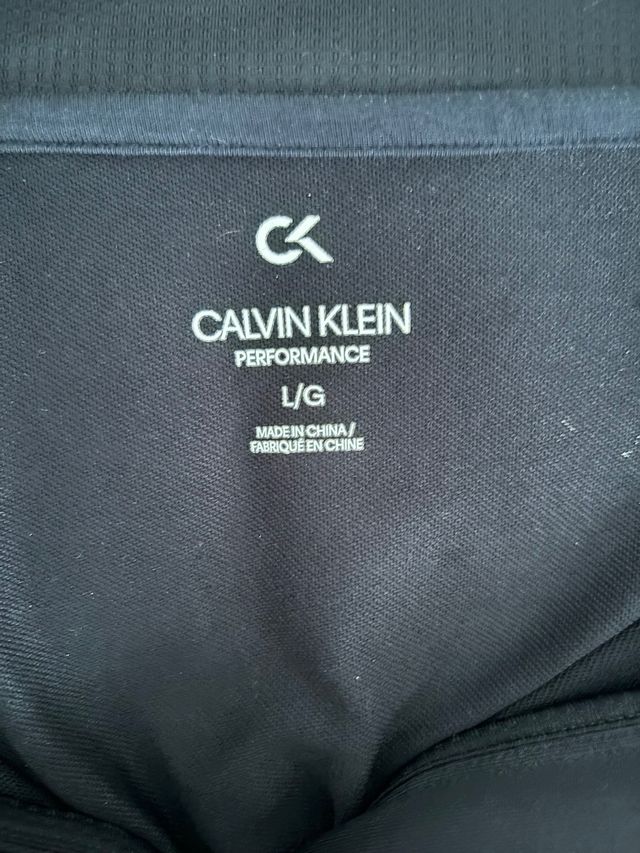 CK
CALVIN KLEIN
PERFORMANCE
L/G
MADE IN CHINA /
FABRIQUÉ EN CHINE